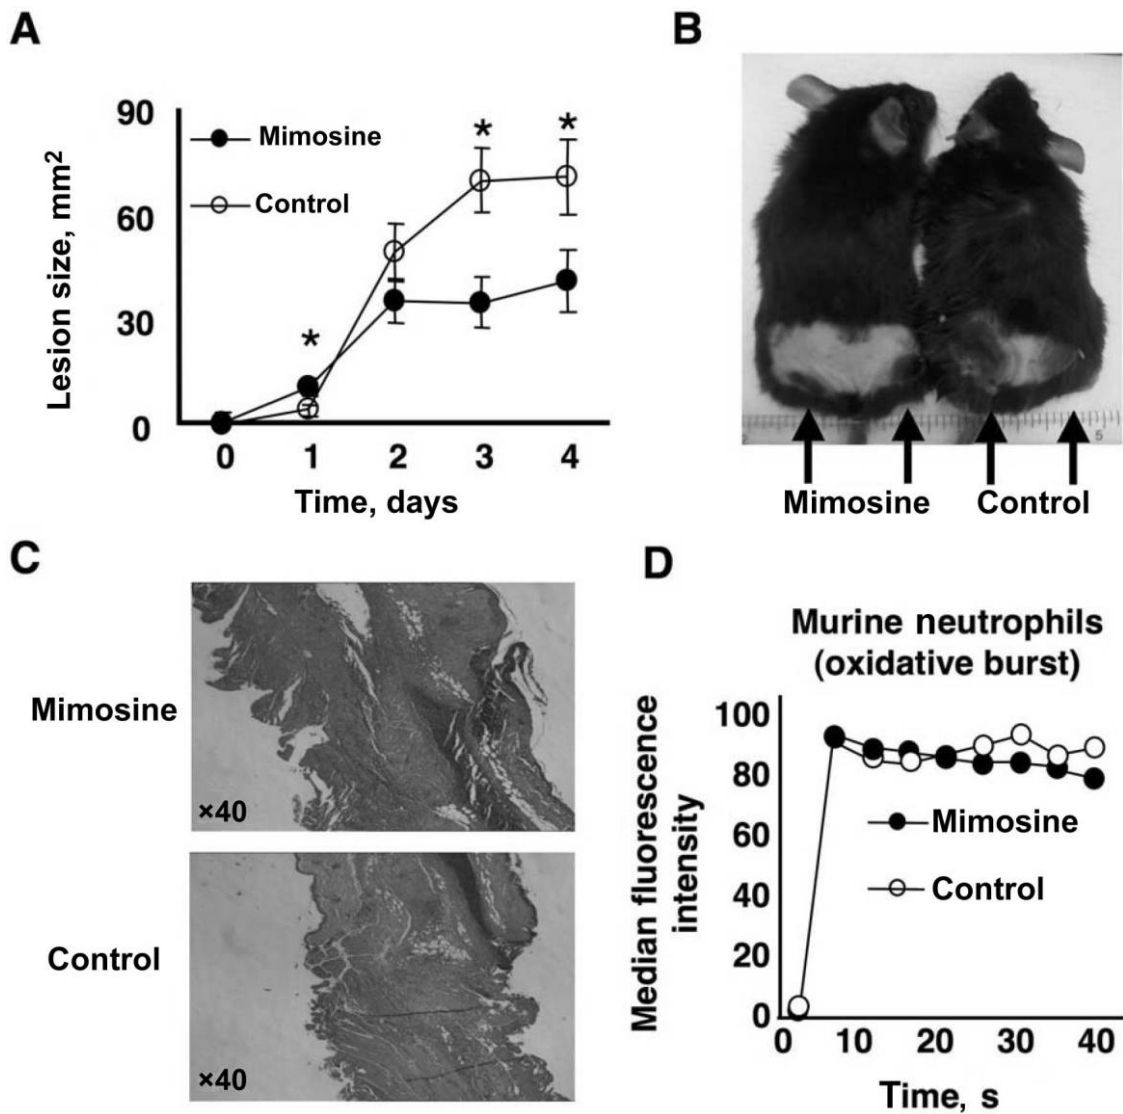 A
90
60
30
0
Lesion size, mm²
Mimosine
Control
*
*
*
0 1 2 3 4
Time, days
B
5
Mimosine Control
C
Mimosine
×40
Control
×40
D
Murine neutrophils
(oxidative burst)
Median fluorescence
intensity
100
80
60
40
20
0
Mimosine
Control
0 10 20 30 40
Time, s